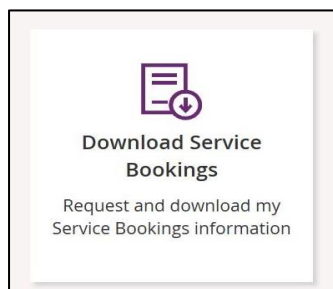 Download Service
Bookings
Request and download my
Service Bookings information